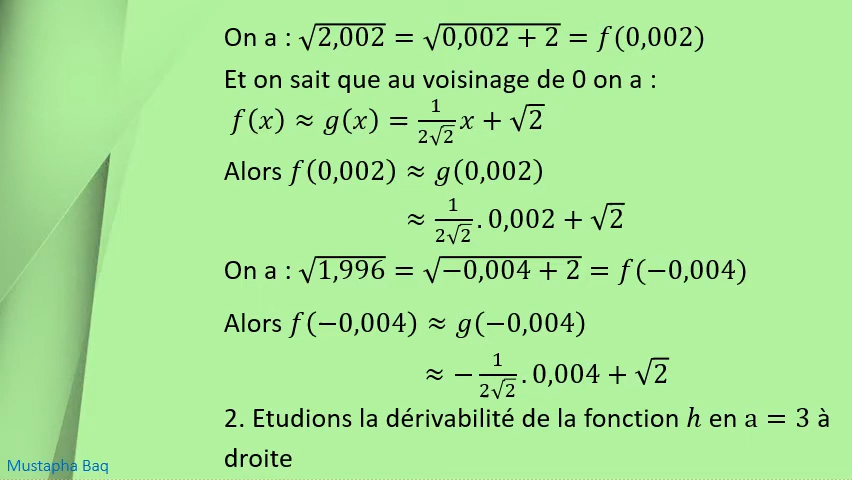 On a : √2,002 = √(0,002 + 2) = f(0,002)
Et on sait que au voisinage de 0 on a :
f(x) ≈ g(x) = 1/(2√2) x + √2
Alors f(0,002) ≈ g(0,002)
≈ 1/(2√2) . 0,002 + √2
On a : √1,996 = √(−0,004 + 2) = f(−0,004)
Alors f(−0,004) ≈ g(−0,004)
≈ − 1/(2√2) . 0,004 + √2
2. Etudions la dérivabilité de la fonction h en a = 3 à
droite
Mustapha Baq